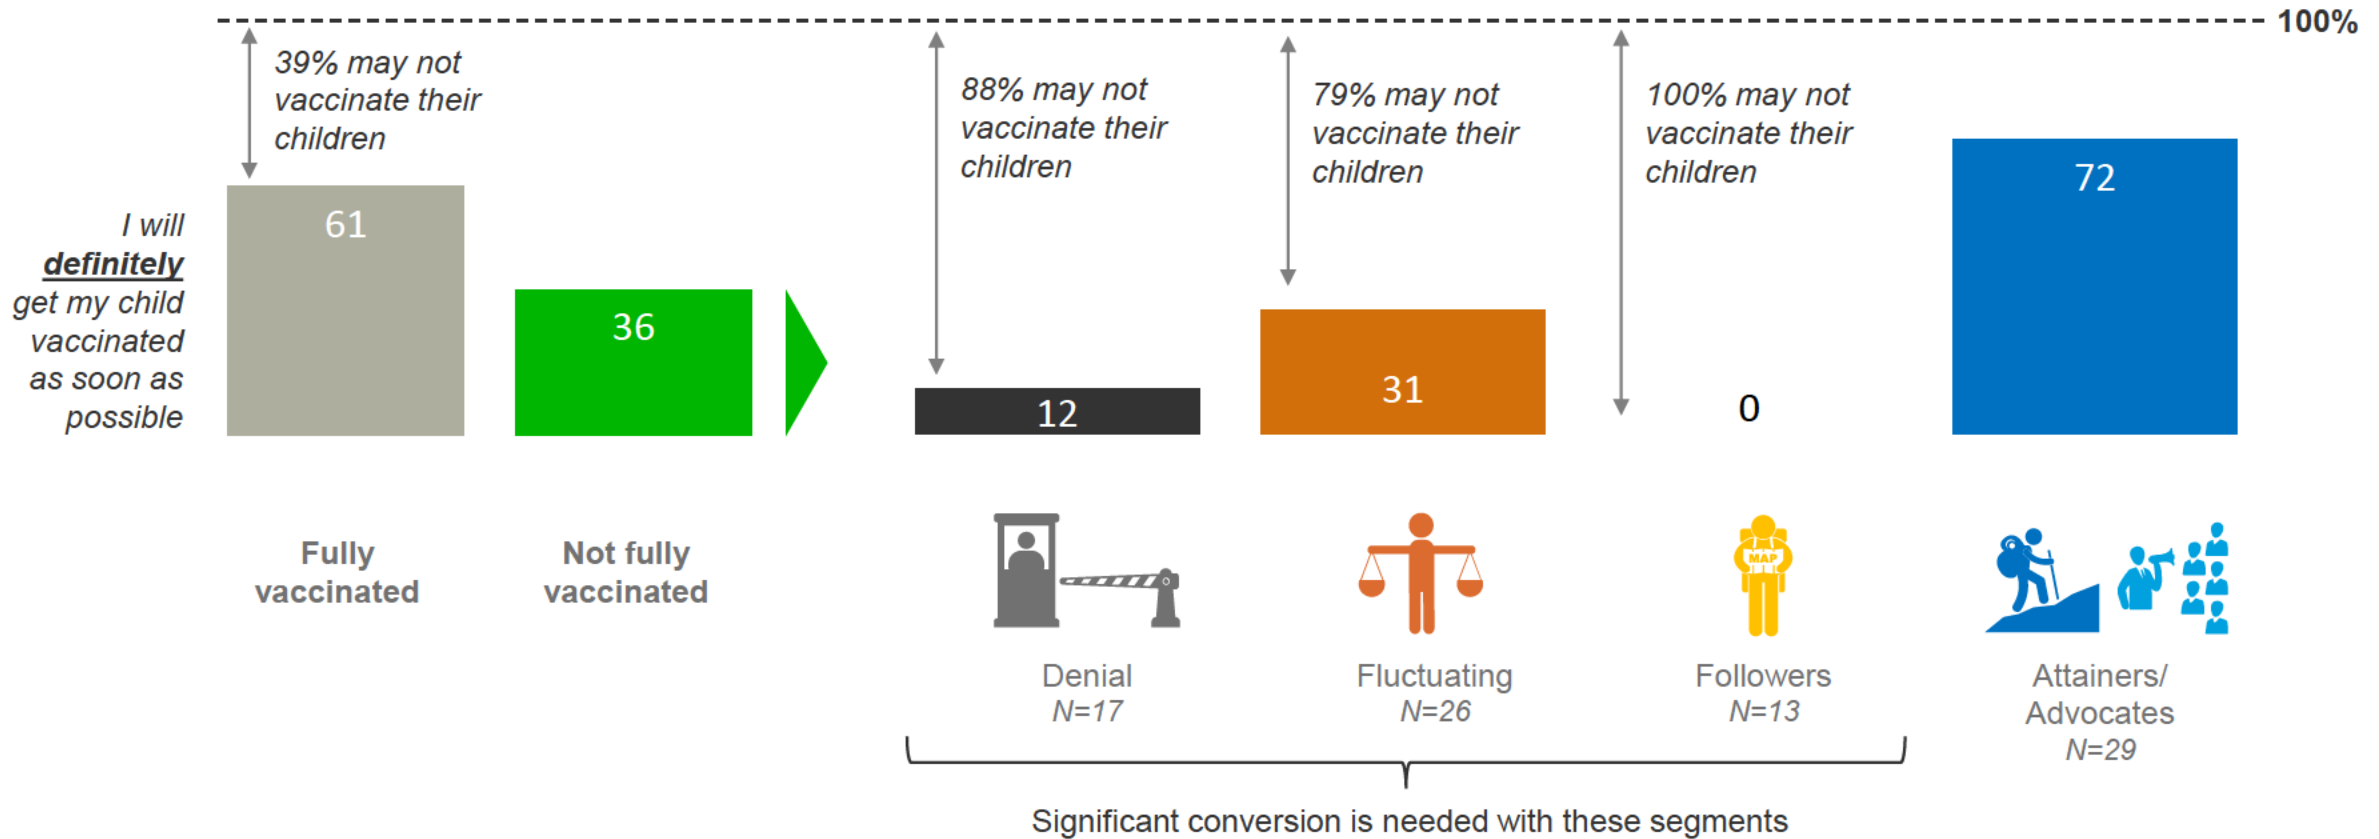 100%
39% may not
vaccinate their
children
88% may not
vaccinate their
children
79% may not
vaccinate their
children
100% may not
vaccinate their
children
I will
definitely
get my child
vaccinated
as soon as
possible
61
36
12
31
0
72
Fully
vaccinated
Not fully
vaccinated
MAP
Denial
N=17
Fluctuating
N=26
Followers
N=13
Attainers/
Advocates
N=29
Significant conversion is needed with these segments